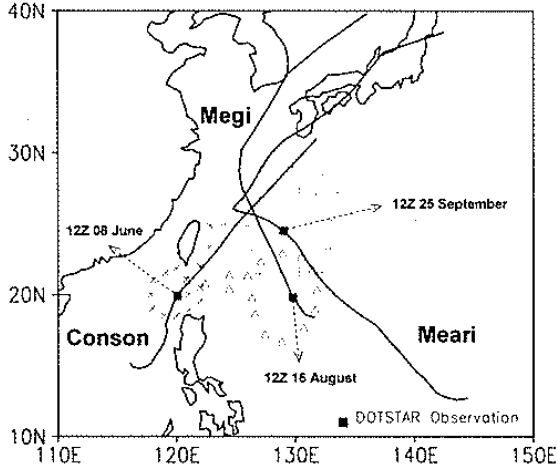 40N
Megi
30N
12Z 25 September
12Z 08 June
20N
Conson
Meari
12Z 16 August
DOTSTAR Observation
10N
110E 120E 130E 140E 150E